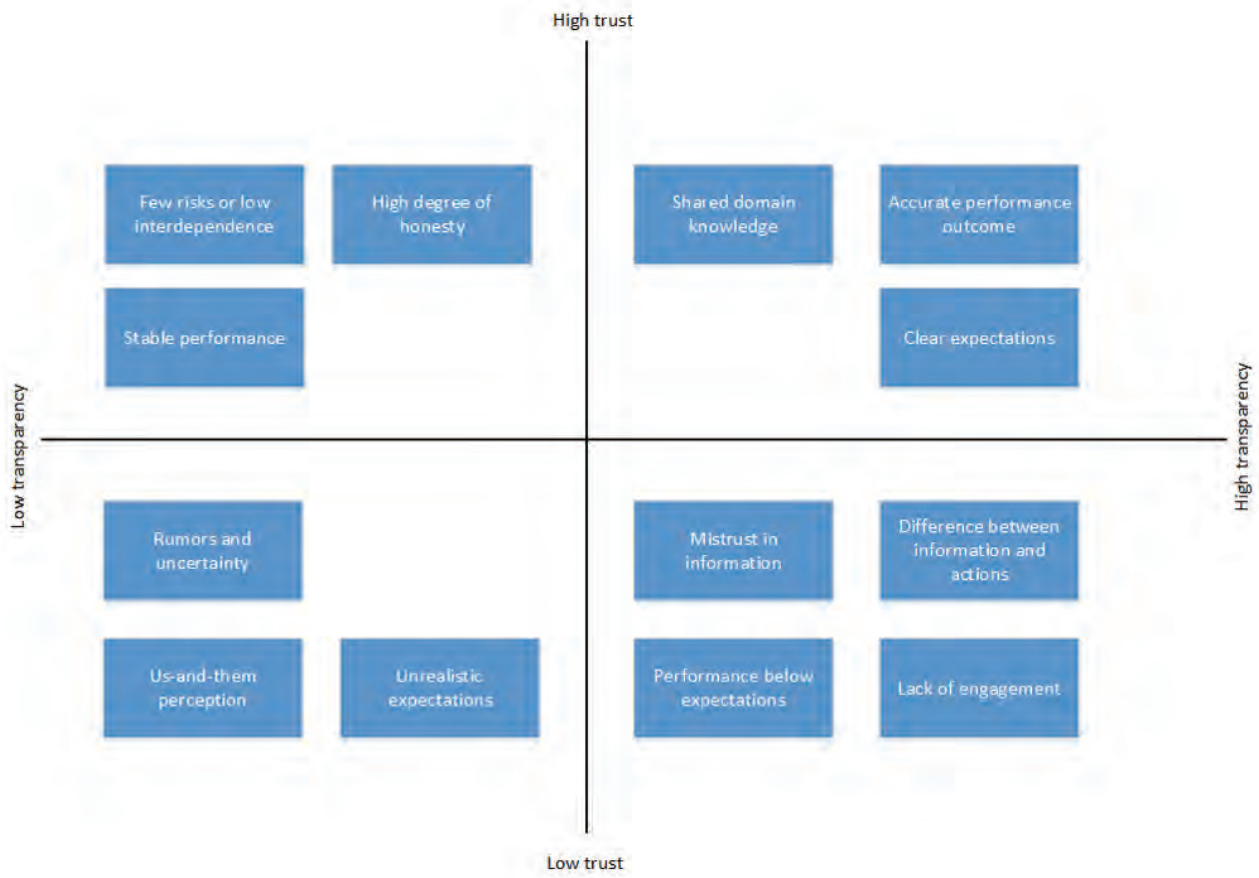 High trust
Few risks or low
interdependence
High degree of
honesty
Shared domain
knowledge
Accurate performance
outcome
Stable performance
Clear expectations
Low transparency
High transparency
Rumors and
uncertainty
Mistrust in
information
Difference between
information and
actions
Us-and-them
perception
Unrealistic
expectations
Performance below
expectations
Lack of engagement
Low trust